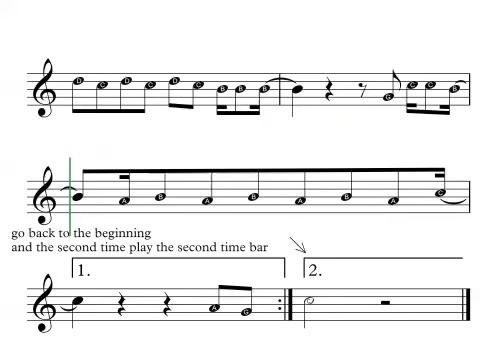 D C D C D C B B B B G C C B
B A B A B A B A C
go back to the beginning
and the second time play the second time bar
1. 2.
C A G C